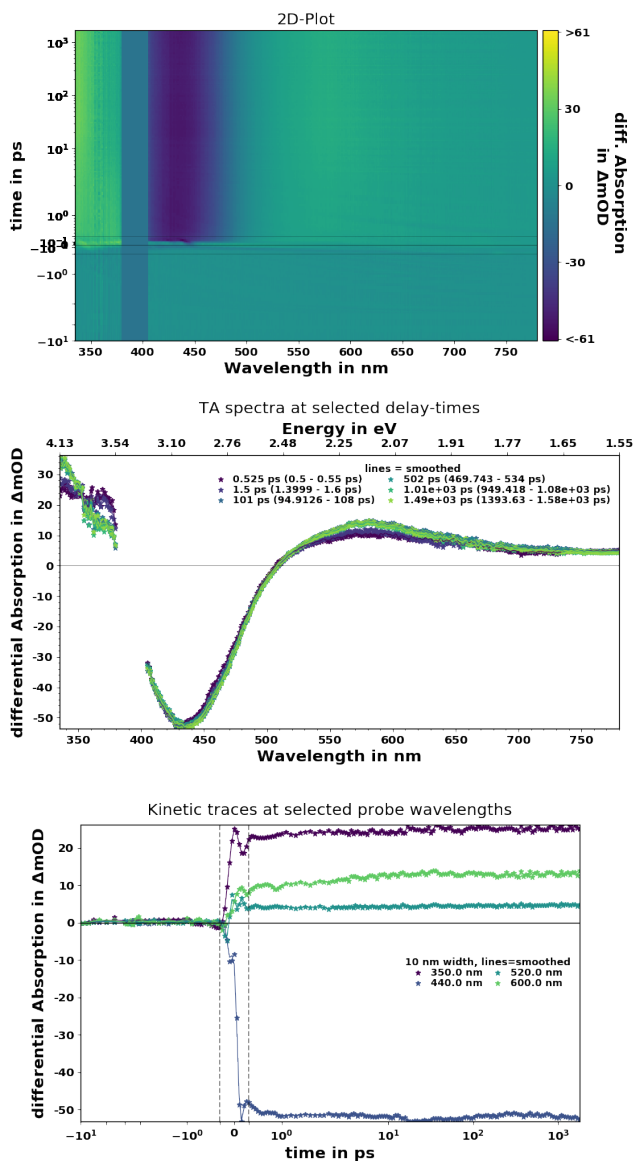 2D-Plot
10³
10²
10¹
10⁰
−10⁰
−10¹
time in ps
350 400 450 500 550 600 650 700 750
Wavelength in nm
>61
30
0
-30
<-61
diff. Absorption
in ΔmOD
TA spectra at selected delay-times
Energy in eV
4.13 3.54 3.10 2.76 2.48 2.25 2.07 1.91 1.77 1.65 1.55
lines = smoothed
0.525 ps (0.5 - 0.55 ps) 502 ps (469.743 - 534 ps)
1.5 ps (1.3999 - 1.6 ps) 1.01e+03 ps (949.418 - 1.08e+03 ps)
101 ps (94.9126 - 108 ps) 1.49e+03 ps (1393.63 - 1.58e+03 ps)
30
20
10
0
-10
-20
-30
-40
-50
differential Absorption in ΔmOD
350 400 450 500 550 600 650 700 750
Wavelength in nm
Kinetic traces at selected probe wavelengths
20
10
0
-10
-20
-30
-40
-50
differential Absorption in ΔmOD
10 nm width, lines=smoothed
350.0 nm 520.0 nm
440.0 nm 600.0 nm
−10¹ −10⁰ 0 10⁰ 10¹ 10² 10³
time in ps